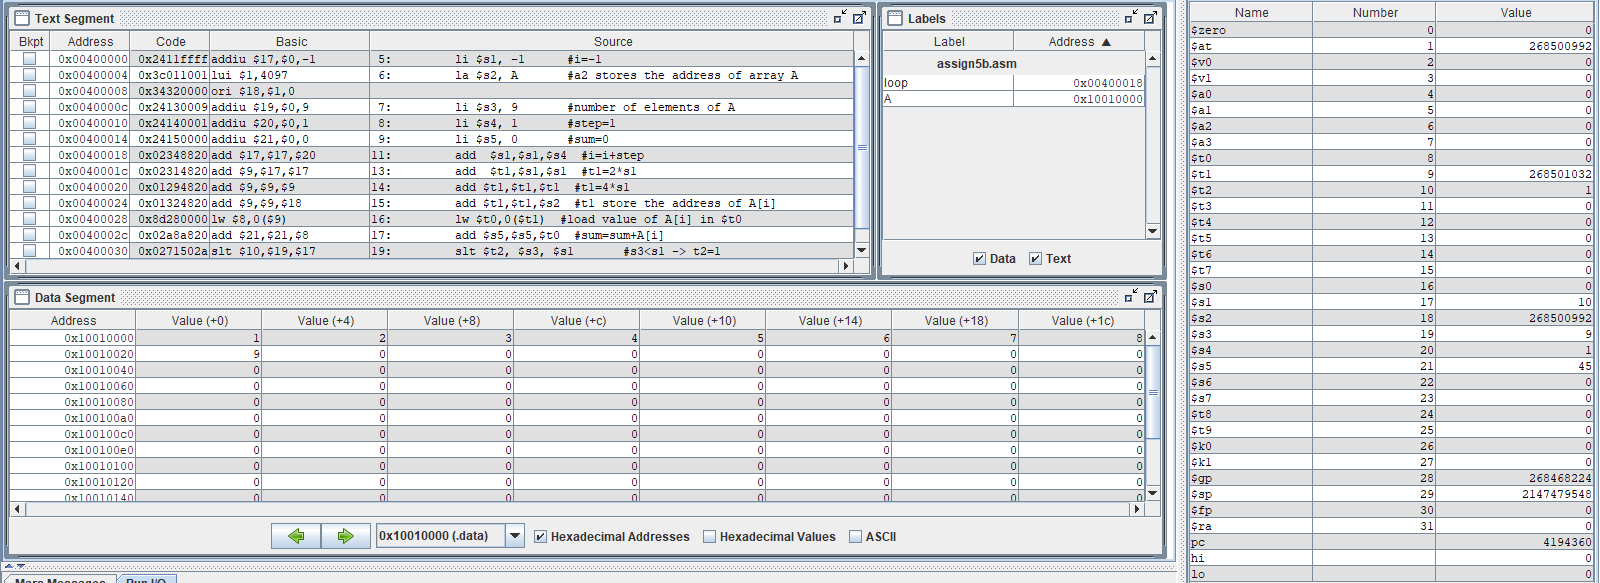 Text Segment
Bkpt Address Code Basic Source
0x00400000 0x2411ffff addiu $17,$0,-1 5: li $s1, -1 #i=-1
0x00400004 0x3c011001 lui $1,4097 6: la $s2, A #a2 stores the address of array A
0x00400008 0x34320000 ori $18,$1,0
0x0040000c 0x24130009 addiu $19,$0,9 7: li $s3, 9 #number of elements of A
0x00400010 0x24140001 addiu $20,$0,1 8: li $s4, 1 #step=1
0x00400014 0x24150000 addiu $21,$0,0 9: li $s5, 0 #sum=0
0x00400018 0x02348820 add $17,$17,$20 11: add $s1,$s1,$s4 #i=i+step
0x0040001c 0x02314820 add $9,$17,$17 13: add $t1,$s1,$s1 #t1=2*s1
0x00400020 0x01294820 add $9,$9,$9 14: add $t1,$t1,$t1 #t1=4*s1
0x00400024 0x01324820 add $9,$9,$18 15: add $t1,$t1,$s2 #t1 store the address of A[i]
0x00400028 0x8d280000 lw $8,0($9) 16: lw $t0,0($t1) #load value of A[i] in $t0
0x0040002c 0x02a8a820 add $21,$21,$8 17: add $s5,$s5,$t0 #sum=sum+A[i]
0x00400030 0x0271502a slt $10,$19,$17 19: slt $t2, $s3, $s1 #s3<s1 -> t2=1
Labels
Label Address ▲
assign5b.asm
loop 0x00400018
A 0x10010000
Data Text
Data Segment
Address Value (+0) Value (+4) Value (+8) Value (+c) Value (+10) Value (+14) Value (+18) Value (+1c)
0x10010000 1 2 3 4 5 6 7 8
0x10010020 9 0 0 0 0 0 0 0
0x10010040 0 0 0 0 0 0 0 0
0x10010060 0 0 0 0 0 0 0 0
0x10010080 0 0 0 0 0 0 0 0
0x100100a0 0 0 0 0 0 0 0 0
0x100100c0 0 0 0 0 0 0 0 0
0x100100e0 0 0 0 0 0 0 0 0
0x10010100 0 0 0 0 0 0 0 0
0x10010120 0 0 0 0 0 0 0 0
0x10010140 0 0 0 0 0 0 0 0
0x10010000 (.data) Hexadecimal Addresses Hexadecimal Values ASCII
Mars Messages Run I/O
Name Number Value
$zero 0 0
$at 1 268500992
$v0 2 0
$v1 3 0
$a0 4 0
$a1 5 0
$a2 6 0
$a3 7 0
$t0 8 0
$t1 9 268501032
$t2 10 1
$t3 11 0
$t4 12 0
$t5 13 0
$t6 14 0
$t7 15 0
$s0 16 0
$s1 17 10
$s2 18 268500992
$s3 19 9
$s4 20 1
$s5 21 45
$s6 22 0
$s7 23 0
$t8 24 0
$t9 25 0
$k0 26 0
$k1 27 0
$gp 28 268468224
$sp 29 2147479548
$fp 30 0
$ra 31 0
pc 4194360
hi 0
lo 0